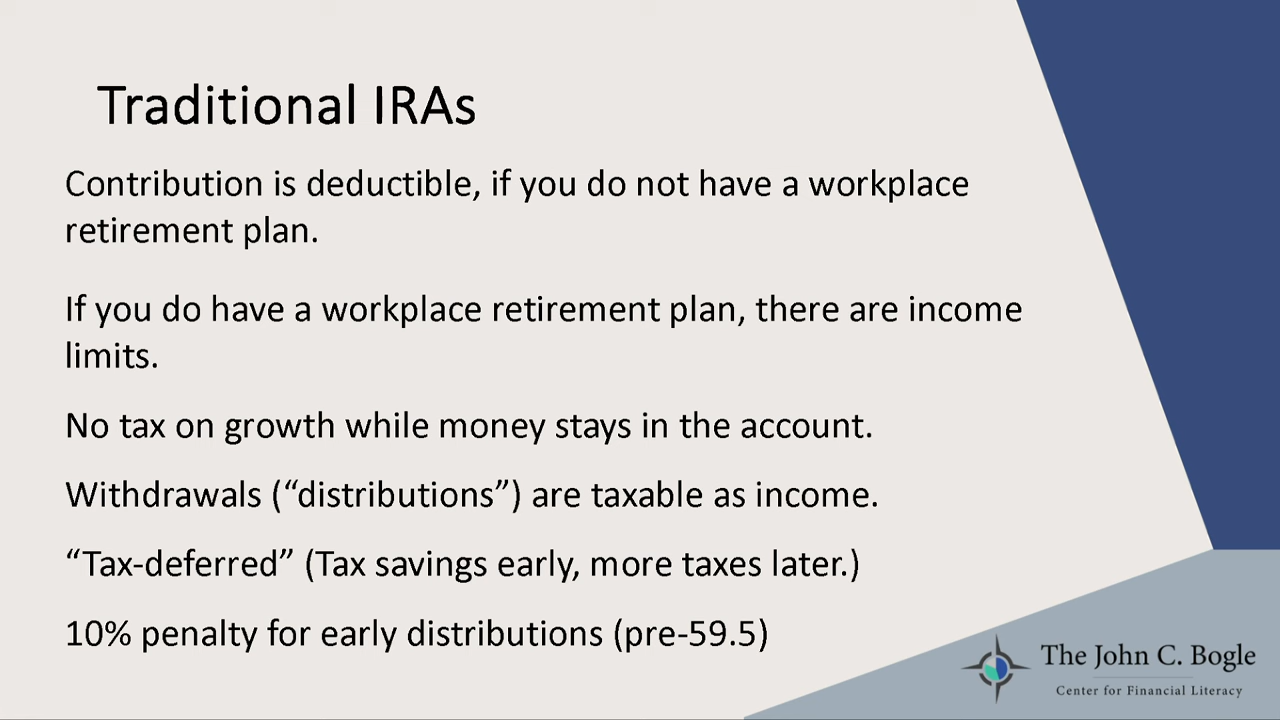 Traditional IRAs
Contribution is deductible, if you do not have a workplace
retirement plan.
If you do have a workplace retirement plan, there are income
limits.
No tax on growth while money stays in the account.
Withdrawals (“distributions”) are taxable as income.
“Tax-deferred” (Tax savings early, more taxes later.)
10% penalty for early distributions (pre-59.5)
The John C. Bogle
Center for Financial Literacy